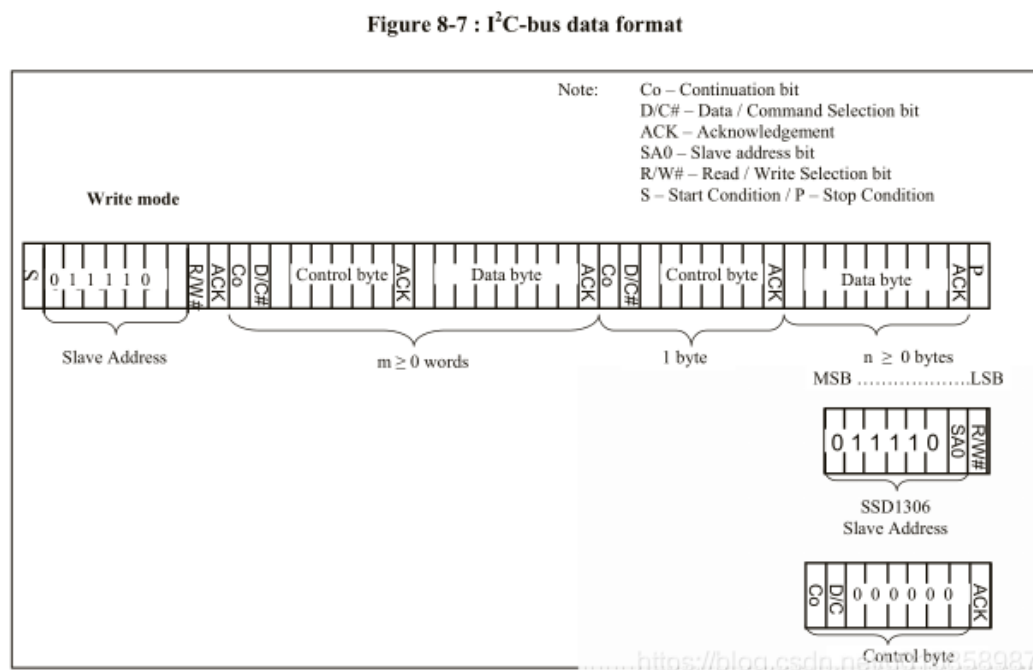 Figure 8-7 : I²C-bus data format
Note: Co – Continuation bit
D/C# – Data / Command Selection bit
ACK – Acknowledgement
SA0 – Slave address bit
R/W# – Read / Write Selection bit
S – Start Condition / P – Stop Condition
Write mode
S 0 1 1 1 1 0 R/W# ACK Co D/C# Control byte ACK Data byte ACK Co D/C# Control byte ACK Data byte ACK P
Slave Address
m ≥ 0 words
1 byte
n ≥ 0 bytes
MSB ………………….LSB
0 1 1 1 1 0 SA0 R/W#
SSD1306
Slave Address
Co D/C 0 0 0 0 0 0 ACK
Control byte